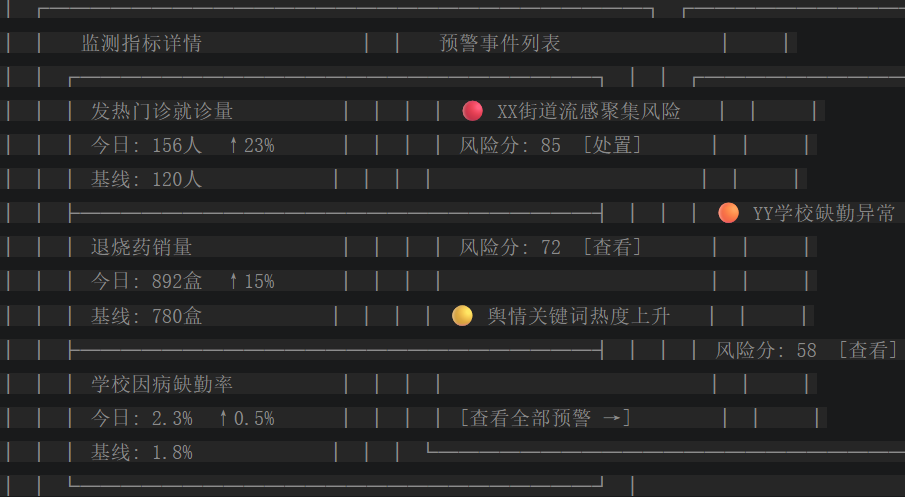 监测指标详情 预警事件列表
发热门诊就诊量 XX街道流感聚集风险
今日: 156人 ↑23% 风险分: 85 [处置]
基线: 120人
YY学校缺勤异常
退烧药销量 风险分: 72 [查看]
今日: 892盒 ↑15%
基线: 780盒 舆情关键词热度上升
风险分: 58 [查看]
学校因病缺勤率
今日: 2.3% ↑0.5% [查看全部预警 →]
基线: 1.8%